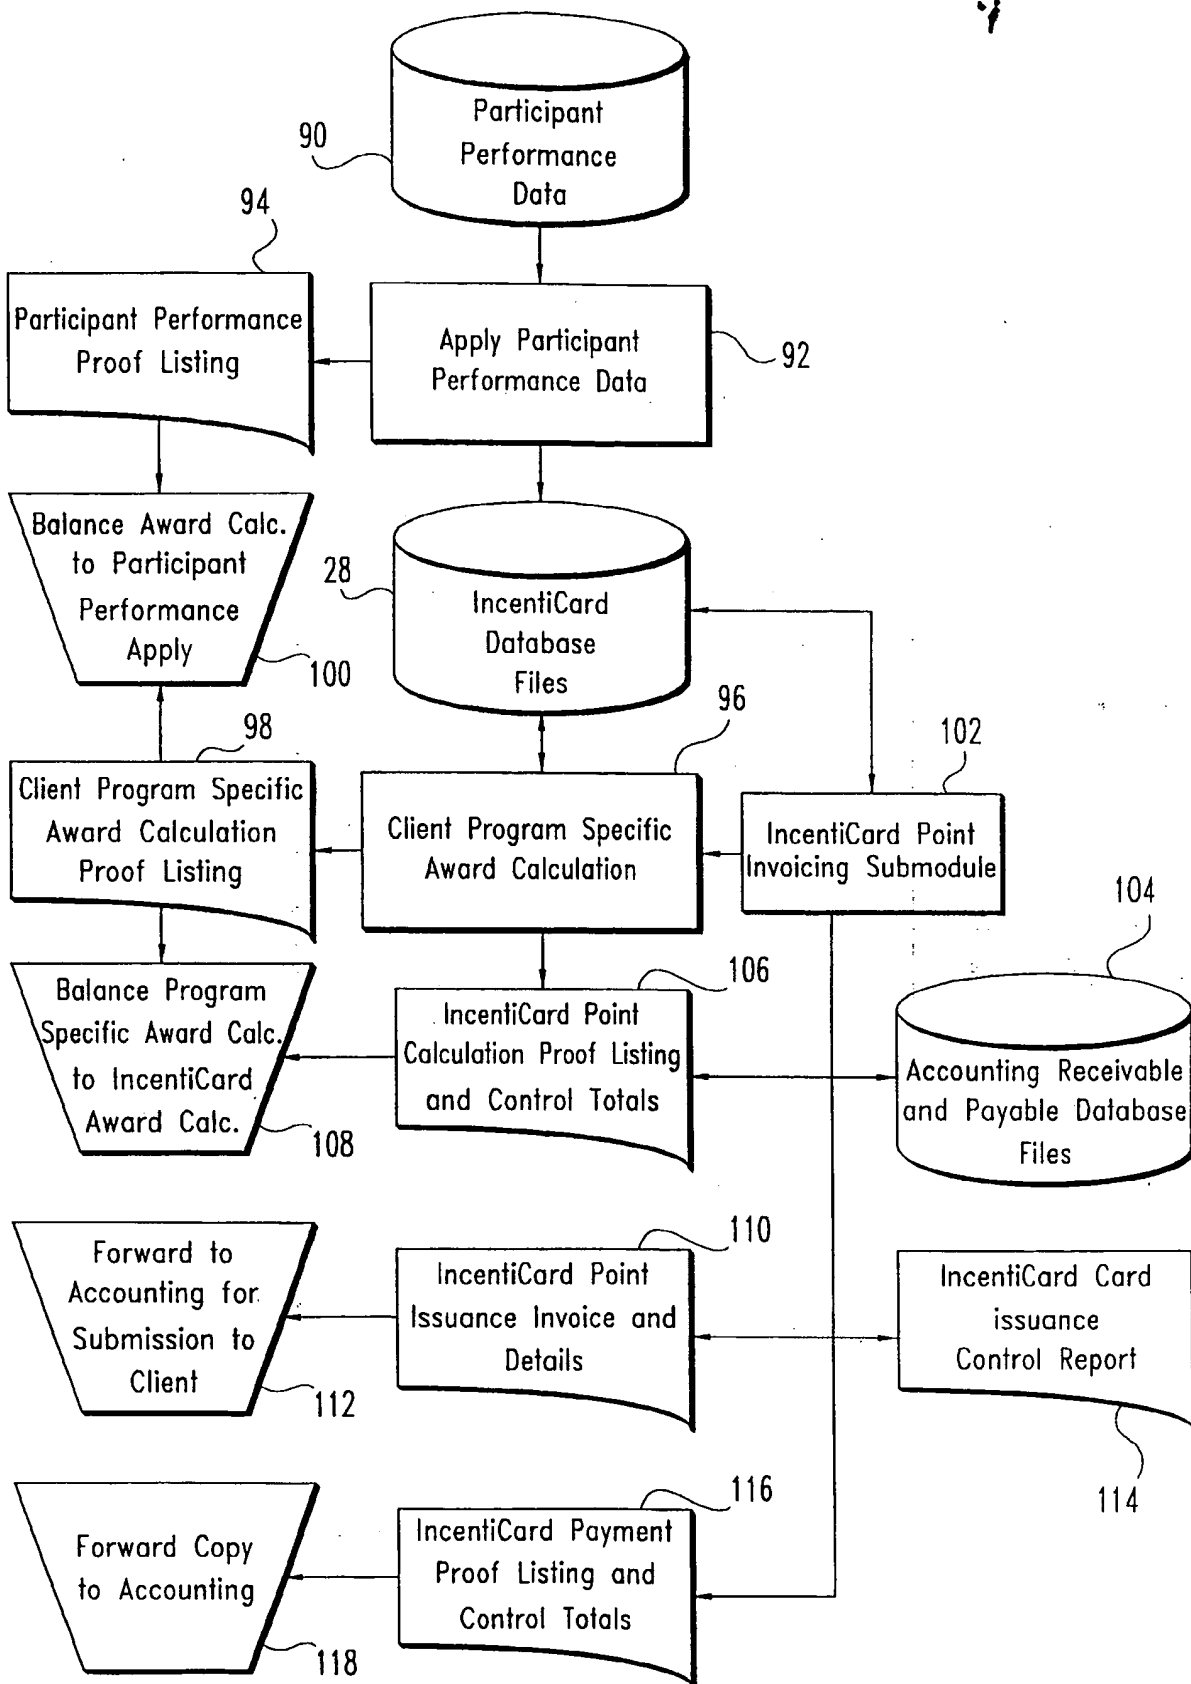 Participant
Performance
Data
90
94
Participant Performance
Proof Listing
Apply Participant
Performance Data
92
Balance Award Calc.
to Participant
Performance
Apply
100
28
IncentiCard
Database
Files
96
98
102
Client Program Specific
Award Calculation
Proof Listing
Client Program Specific
Award Calculation
IncentiCard Point
Invoicing Submodule
104
106
Balance Program
Specific Award Calc.
to IncentiCard
Award Calc.
108
IncentiCard Point
Calculation Proof Listing
and Control Totals
Accounting Receivable
and Payable Database
Files
110
Forward to
Accounting for
Submission to
Client
112
IncentiCard Point
Issuance Invoice and
Details
IncentiCard Card
issuance
Control Report
114
116
Forward Copy
to Accounting
118
IncentiCard Payment
Proof Listing and
Control Totals